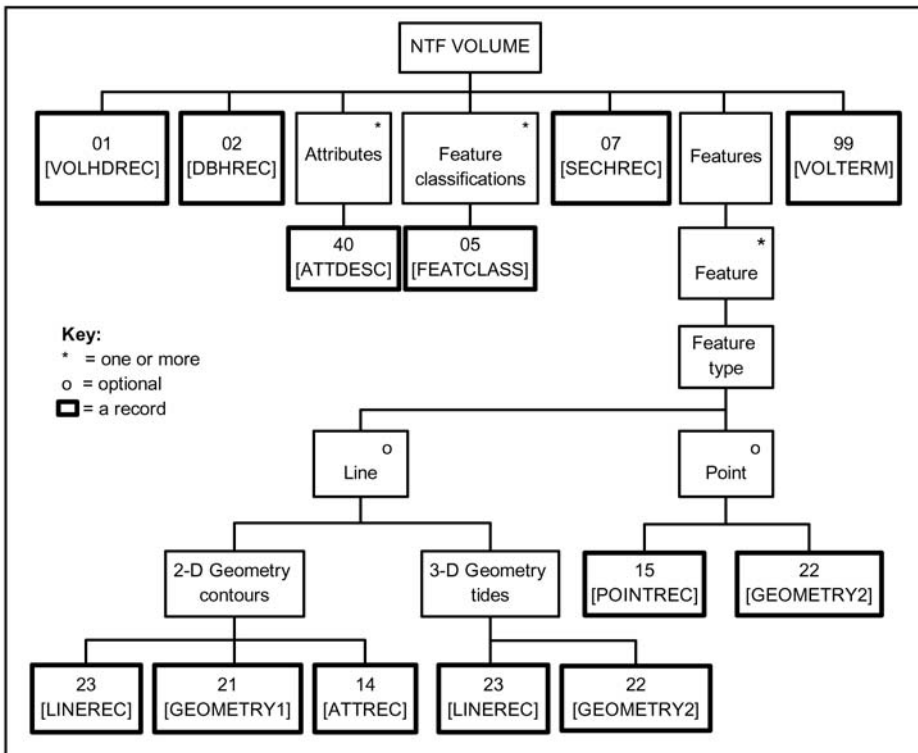 NTF VOLUME
01
[VOLHDREC]
02
[DBHREC]
*
Attributes
*
Feature
classifications
07
[SECHREC]
Features
99
[VOLTERM]
40
[ATTDESC]
05
[FEATCLASS]
*
Feature
Key:
* = one or more
o = optional
= a record
Feature
type
o
Line
o
Point
2-D Geometry
contours
3-D Geometry
tides
15
[POINTREC]
22
[GEOMETRY2]
23
[LINEREC]
21
[GEOMETRY1]
14
[ATTREC]
23
[LINEREC]
22
[GEOMETRY2]